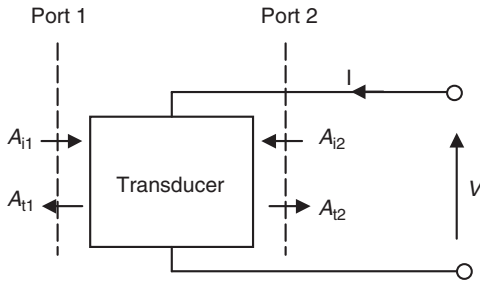 Port 1 Port 2
I
A_i1 A_i2
Transducer
A_t1 A_t2
V